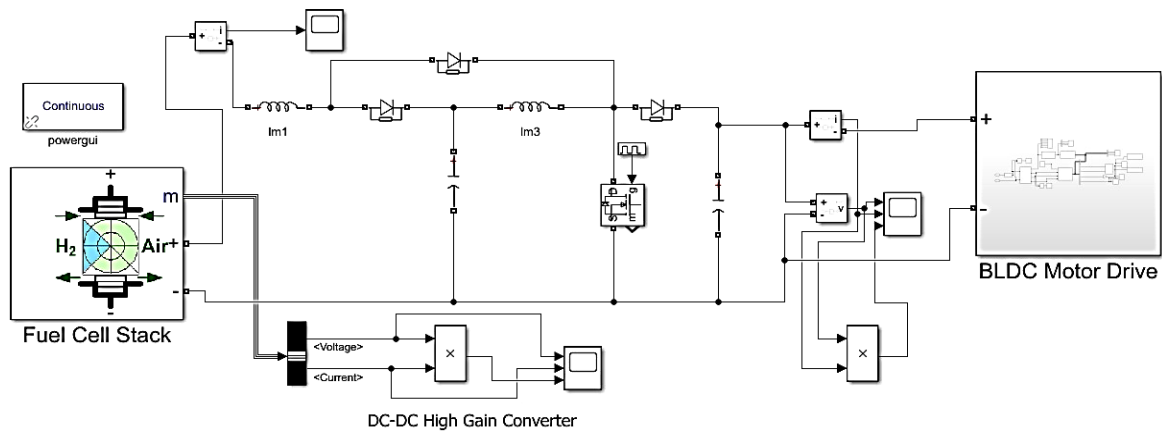 i
+
-
Continuous
powergui
lm1
lm3
i
+
-
+
-
v
+
-
BLDC Motor Drive
+
m
H2
Air
+
-
-
Fuel Cell Stack
g
<Voltage>
<Current>
×
×
DC-DC High Gain Converter